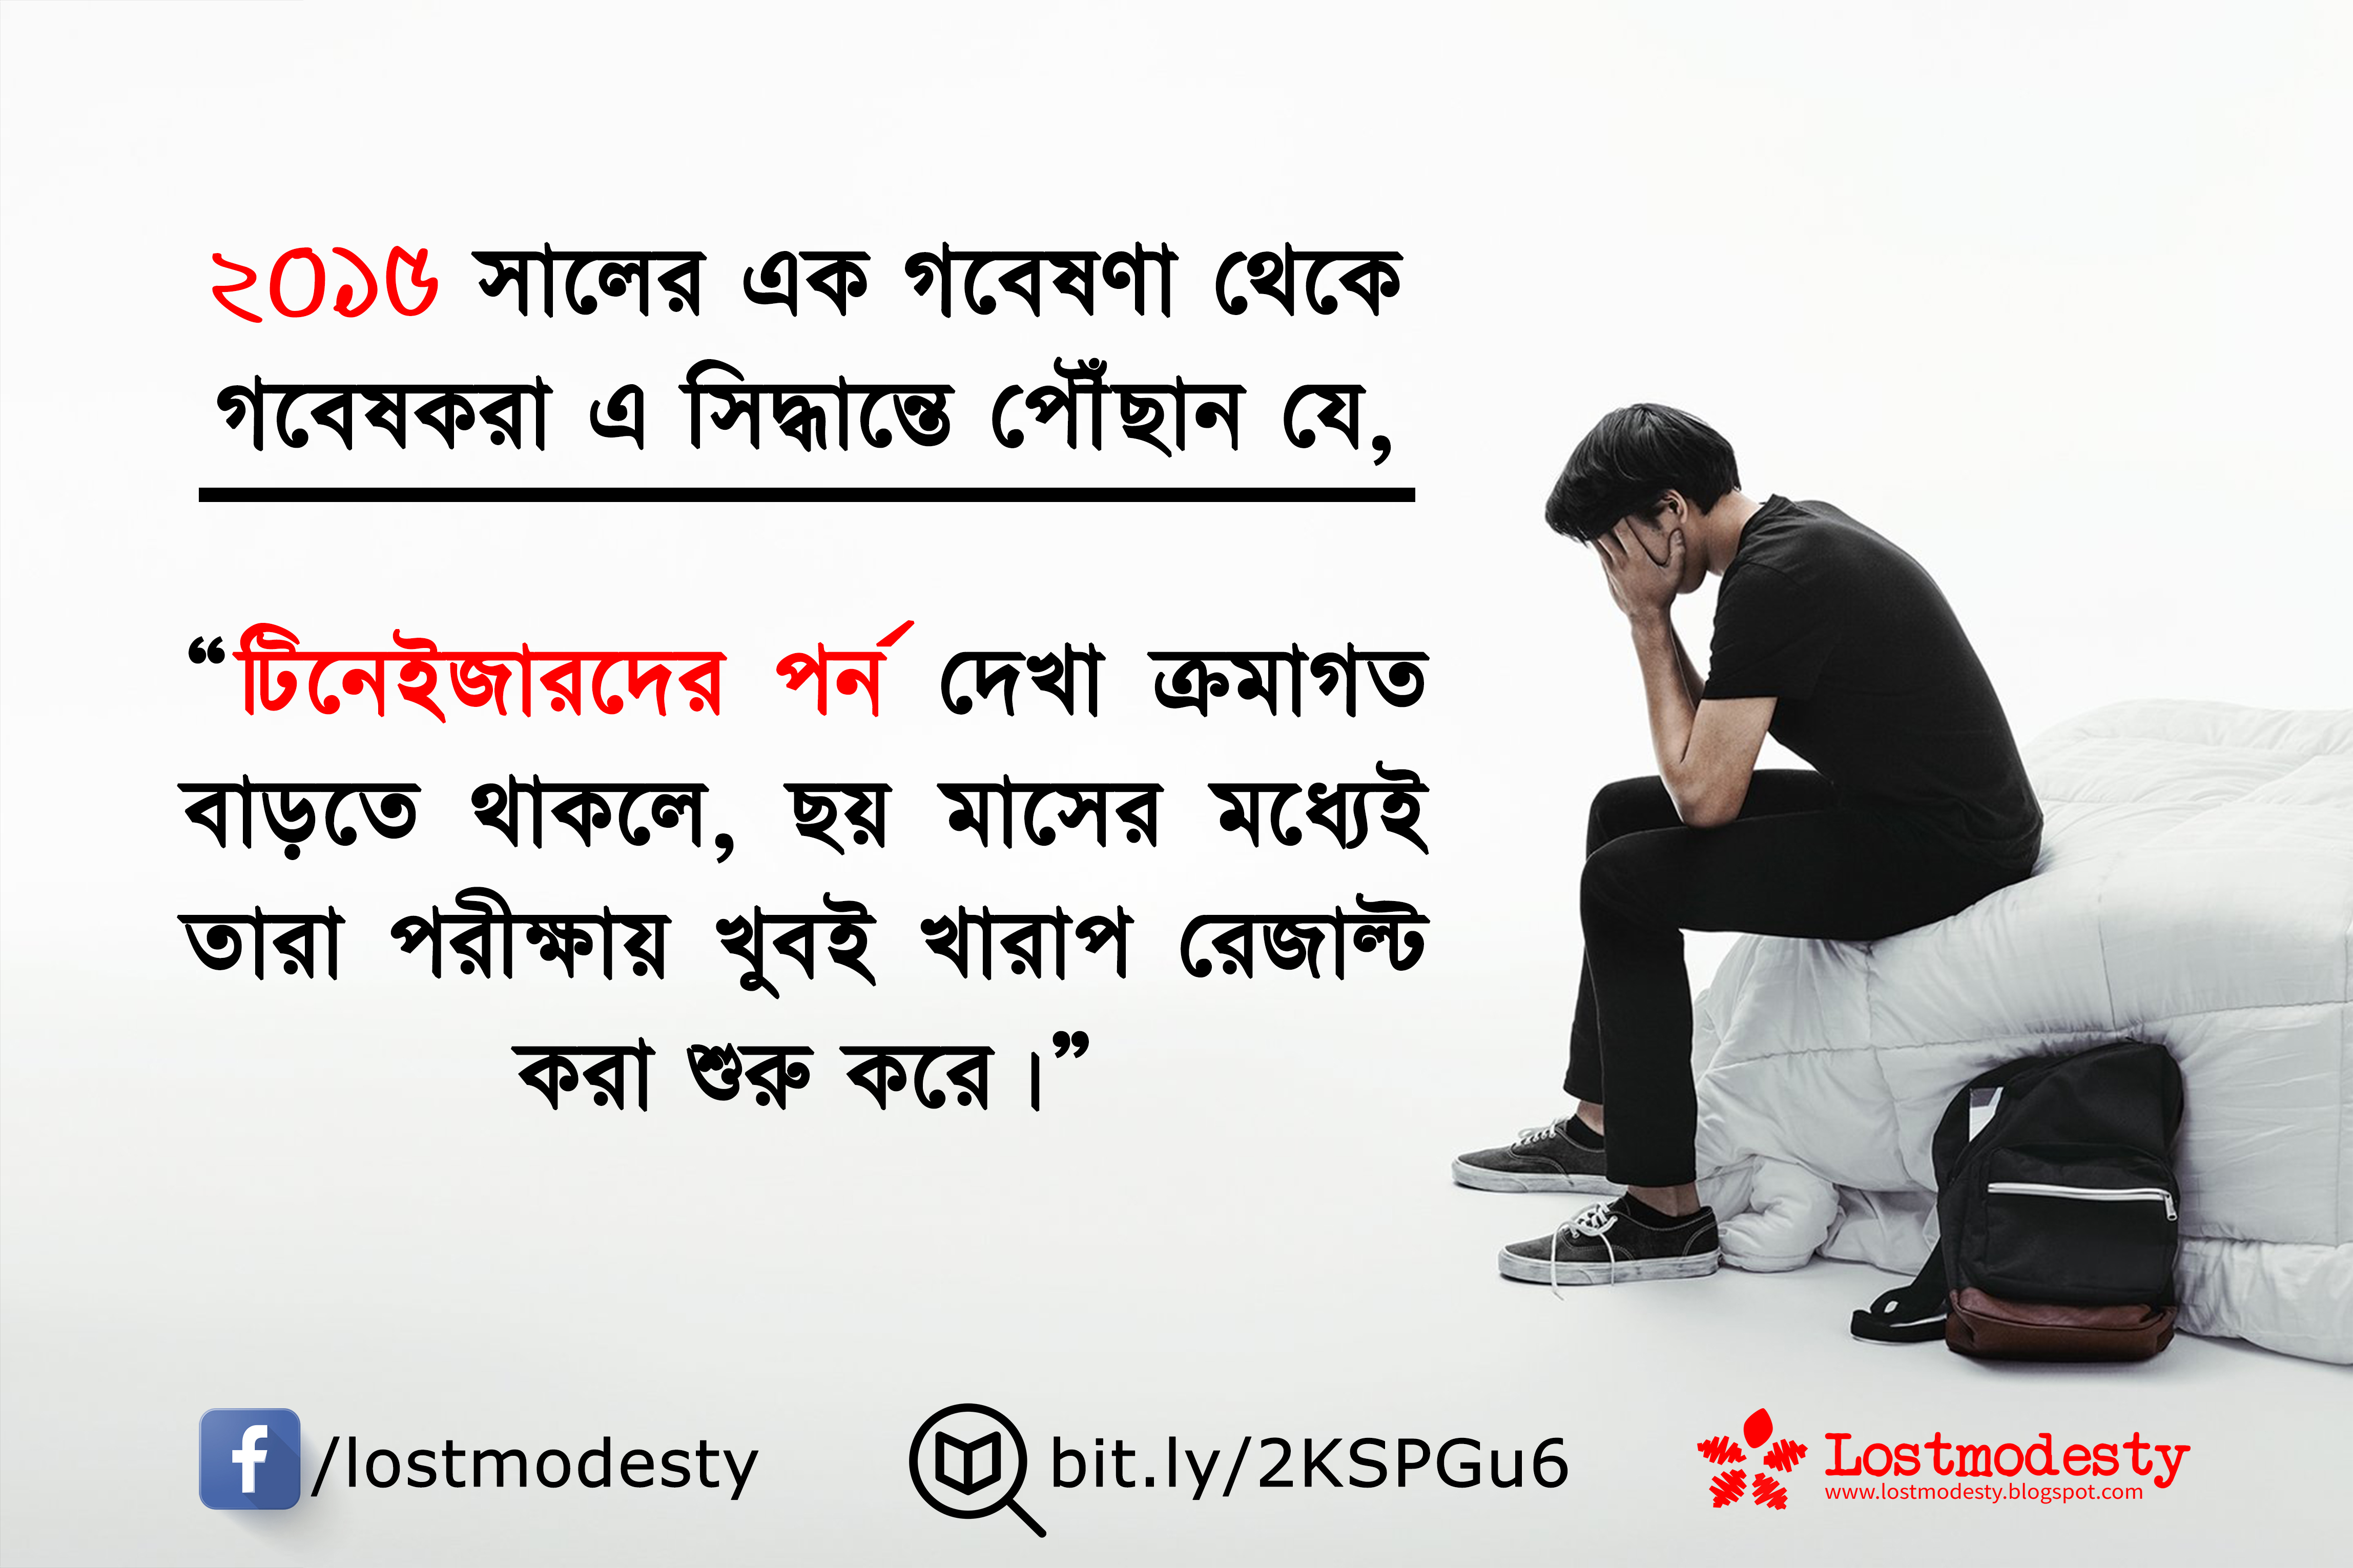 ২০১৫ সালের এক গবেষণা থেকে
গবেষকরা এ সিদ্ধান্তে পৌঁছান যে,
“টিনেইজারদের পর্ন দেখা ক্রমাগত
বাড়তে থাকলে, ছয় মাসের মধ্যেই
তারা পরীক্ষায় খুবই খারাপ রেজাল্ট
করা শুরু করে।”
f /lostmodesty
bit.ly/2KSPGu6
Lostmodesty
www.lostmodesty.blogspot.com